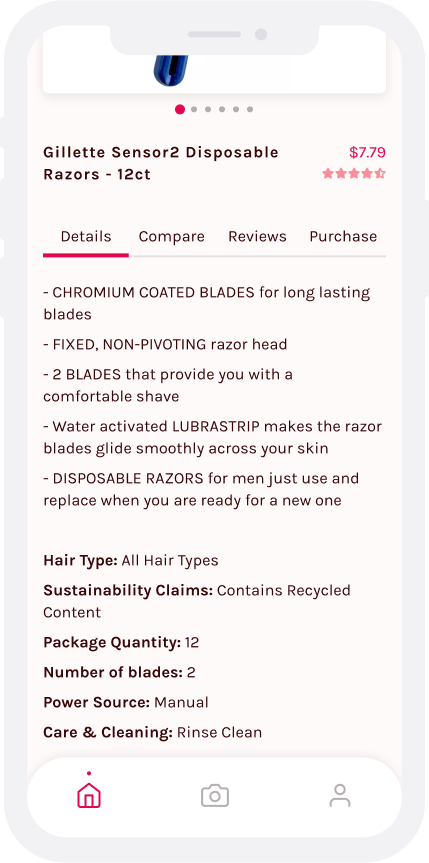 Gillette Sensor2 Disposable
Razors - 12ct
$7.79
Details Compare Reviews Purchase
- CHROMIUM COATED BLADES for long lasting
blades
- FIXED, NON-PIVOTING razor head
- 2 BLADES that provide you with a
comfortable shave
- Water activated LUBRASTRIP makes the razor
blades glide smoothly across your skin
- DISPOSABLE RAZORS for men just use and
replace when you are ready for a new one
Hair Type: All Hair Types
Sustainability Claims: Contains Recycled
Content
Package Quantity: 12
Number of blades: 2
Power Source: Manual
Care & Cleaning: Rinse Clean